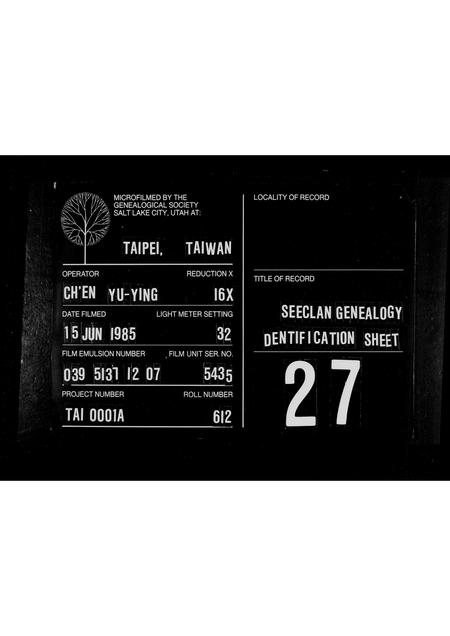 MICROFILMED BY THE
GENEALOGICAL SOCIETY
SALT LAKE CITY, UTAH AT:
TAIPEI, TAIWAN
OPERATOR REDUCTION X
CH'EN YU-YING 16X
DATE FILMED LIGHT METER SETTING
15 JUN 1985 32
FILM EMULSION NUMBER FILM UNIT SER. NO.
039 5137 12 07 5435
PROJECT NUMBER ROLL NUMBER
TAI 0001A 612
LOCALITY OF RECORD
TITLE OF RECORD
SEECLAN GENEALOGY
DENTIFICATION SHEET
27